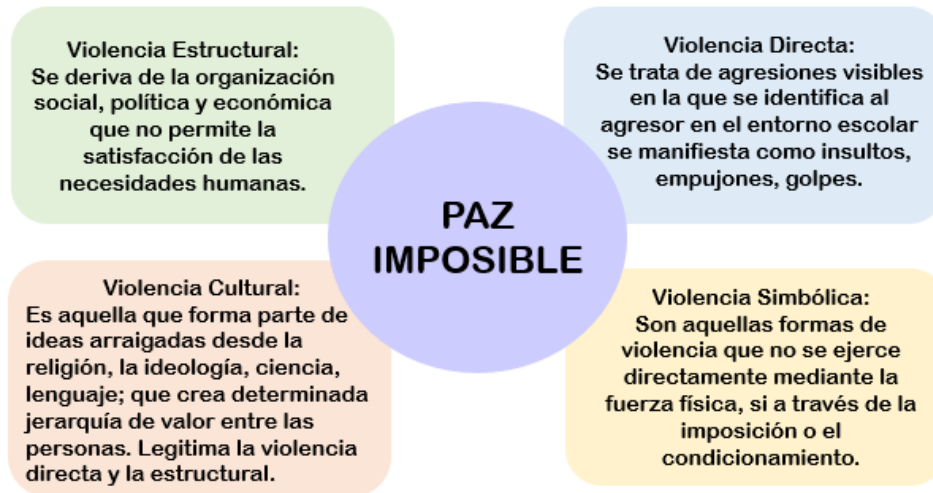 Violencia Estructural:
Se deriva de la organización
social, política y económica
que no permite la
satisfacción de las
necesidades humanas.
Violencia Directa:
Se trata de agresiones visibles
en la que se identifica al
agresor en el entorno escolar
se manifiesta como insultos,
empujones, golpes.
PAZ
IMPOSIBLE
Violencia Cultural:
Es aquella que forma parte de
ideas arraigadas desde la
religión, la ideología, ciencia,
lenguaje; que crea determinada
jerarquía de valor entre las
personas. Legitima la violencia
directa y la estructural.
Violencia Simbólica:
Son aquellas formas de
violencia que no se ejerce
directamente mediante la
fuerza física, si a través de la
imposición o el
condicionamiento.